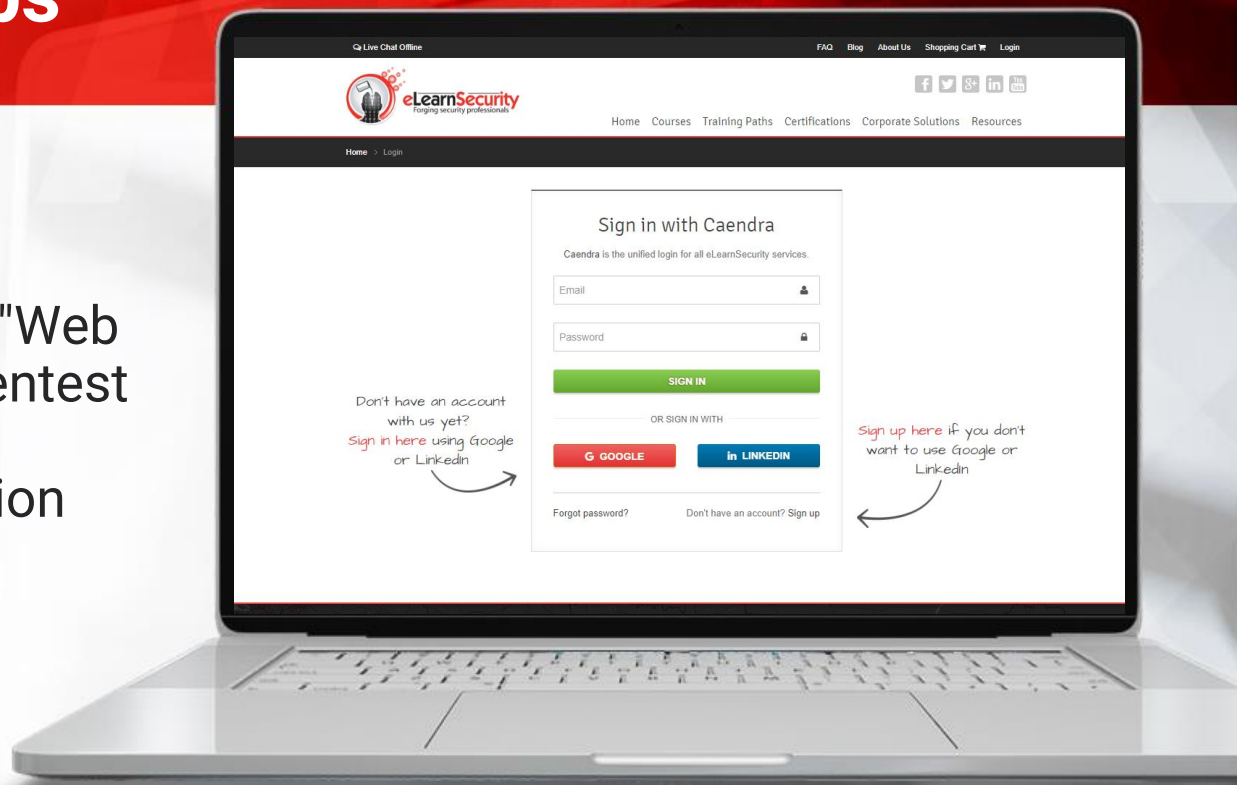 "Web
Live Chat Offline
FAQ Blog About Us Shopping Cart Login
eLearnSecurity
Forging security professionals
Home Courses Training Paths Certifications Corporate Solutions Resources
Home > Login
Sign in with Caendra
Caendra is the unified login for all eLearnSecurity services.
Email
Password
SIGN IN
OR SIGN IN WITH
G GOOGLE
in LINKEDIN
Forgot password?
Don't have an account? Sign up
Don't have an account
with us yet?
Sign in here using Google
or LinkedIn
Sign up here if you don't
want to use Google or
LinkedIn